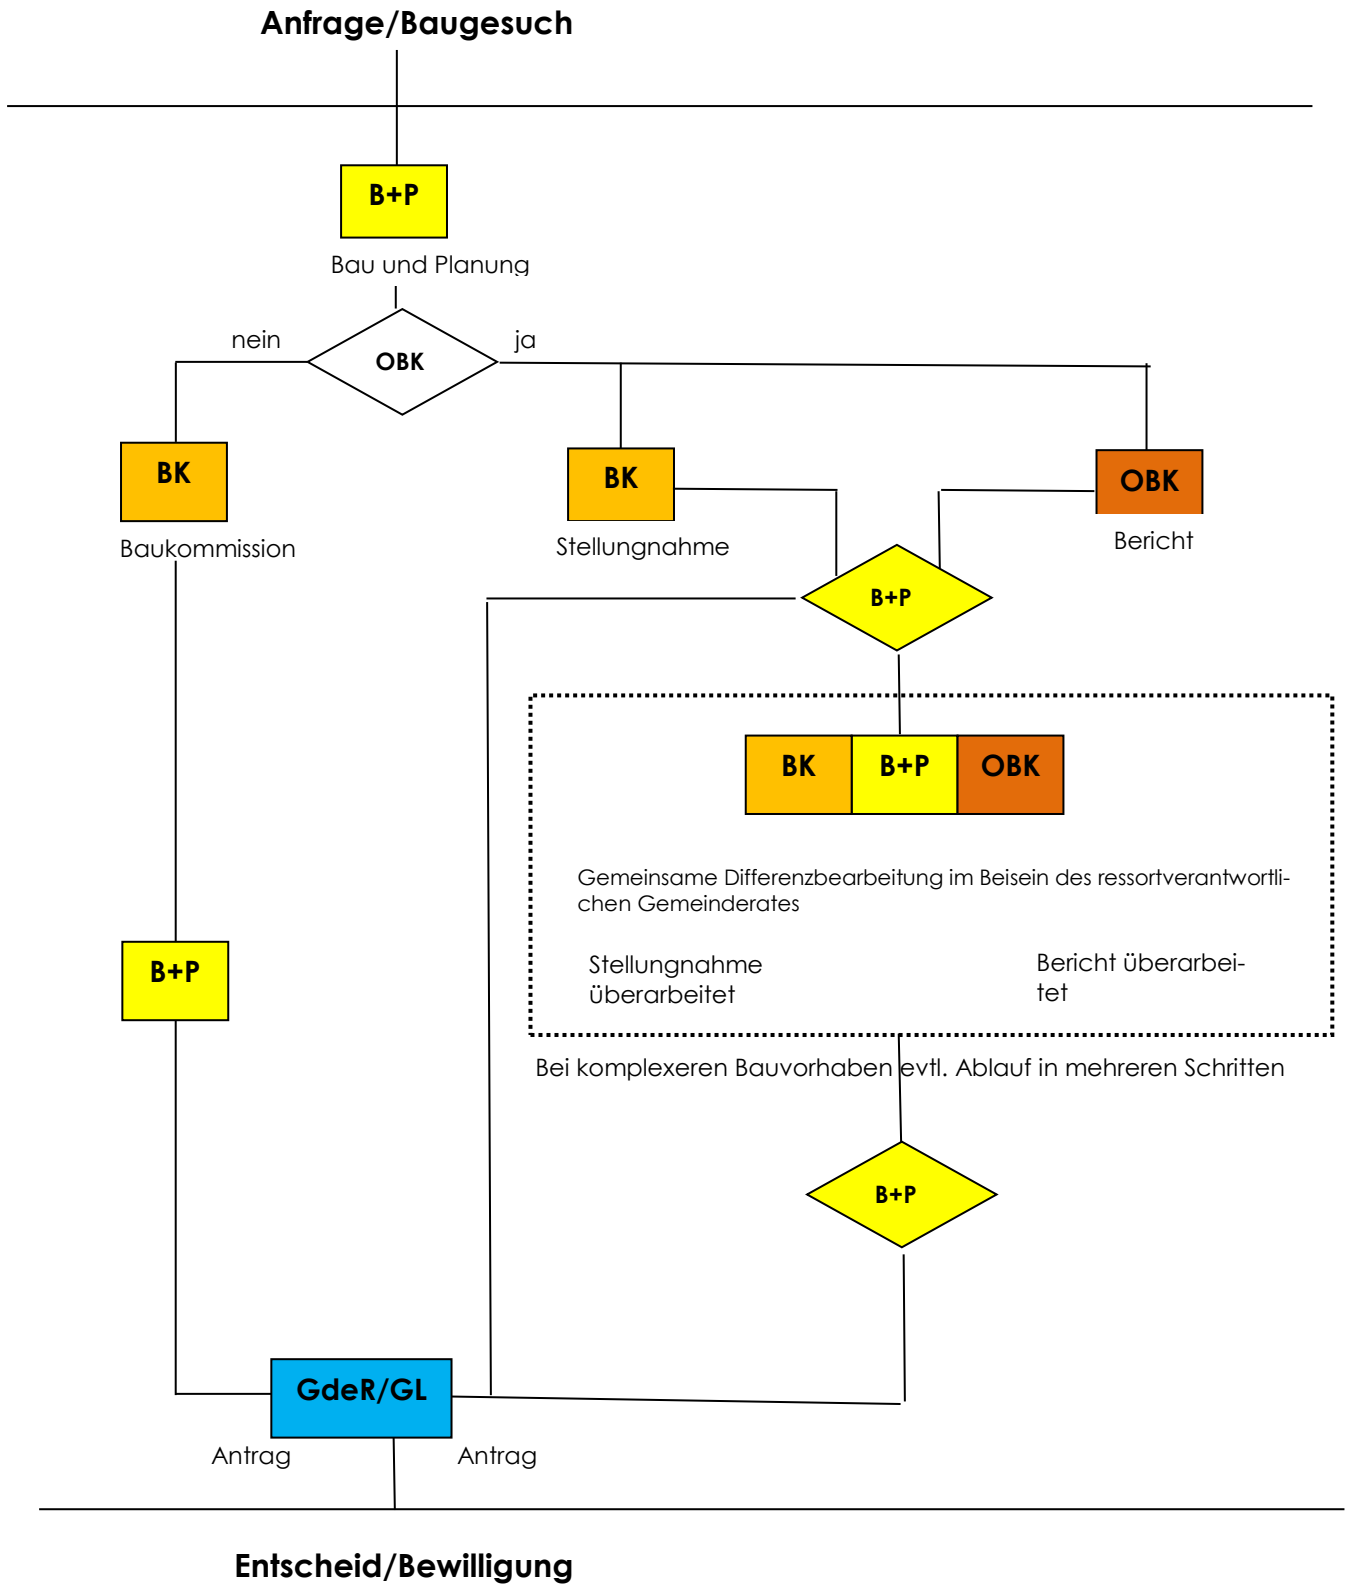 Anfrage/Baugesuch
B+P
Bau und Planung
nein
ja
OBK
BK
BK
OBK
Baukommission
Stellungnahme
Bericht
B+P
BK
B+P
OBK
Gemeinsame Differenzbearbeitung im Beisein des ressortverantwortli-
chen Gemeinderates
B+P
Stellungnahme
überarbeitet
Bericht überarbei-
tet
Bei komplexeren Bauvorhaben evtl. Ablauf in mehreren Schritten
B+P
GdeR/GL
Antrag
Antrag
Entscheid/Bewilligung